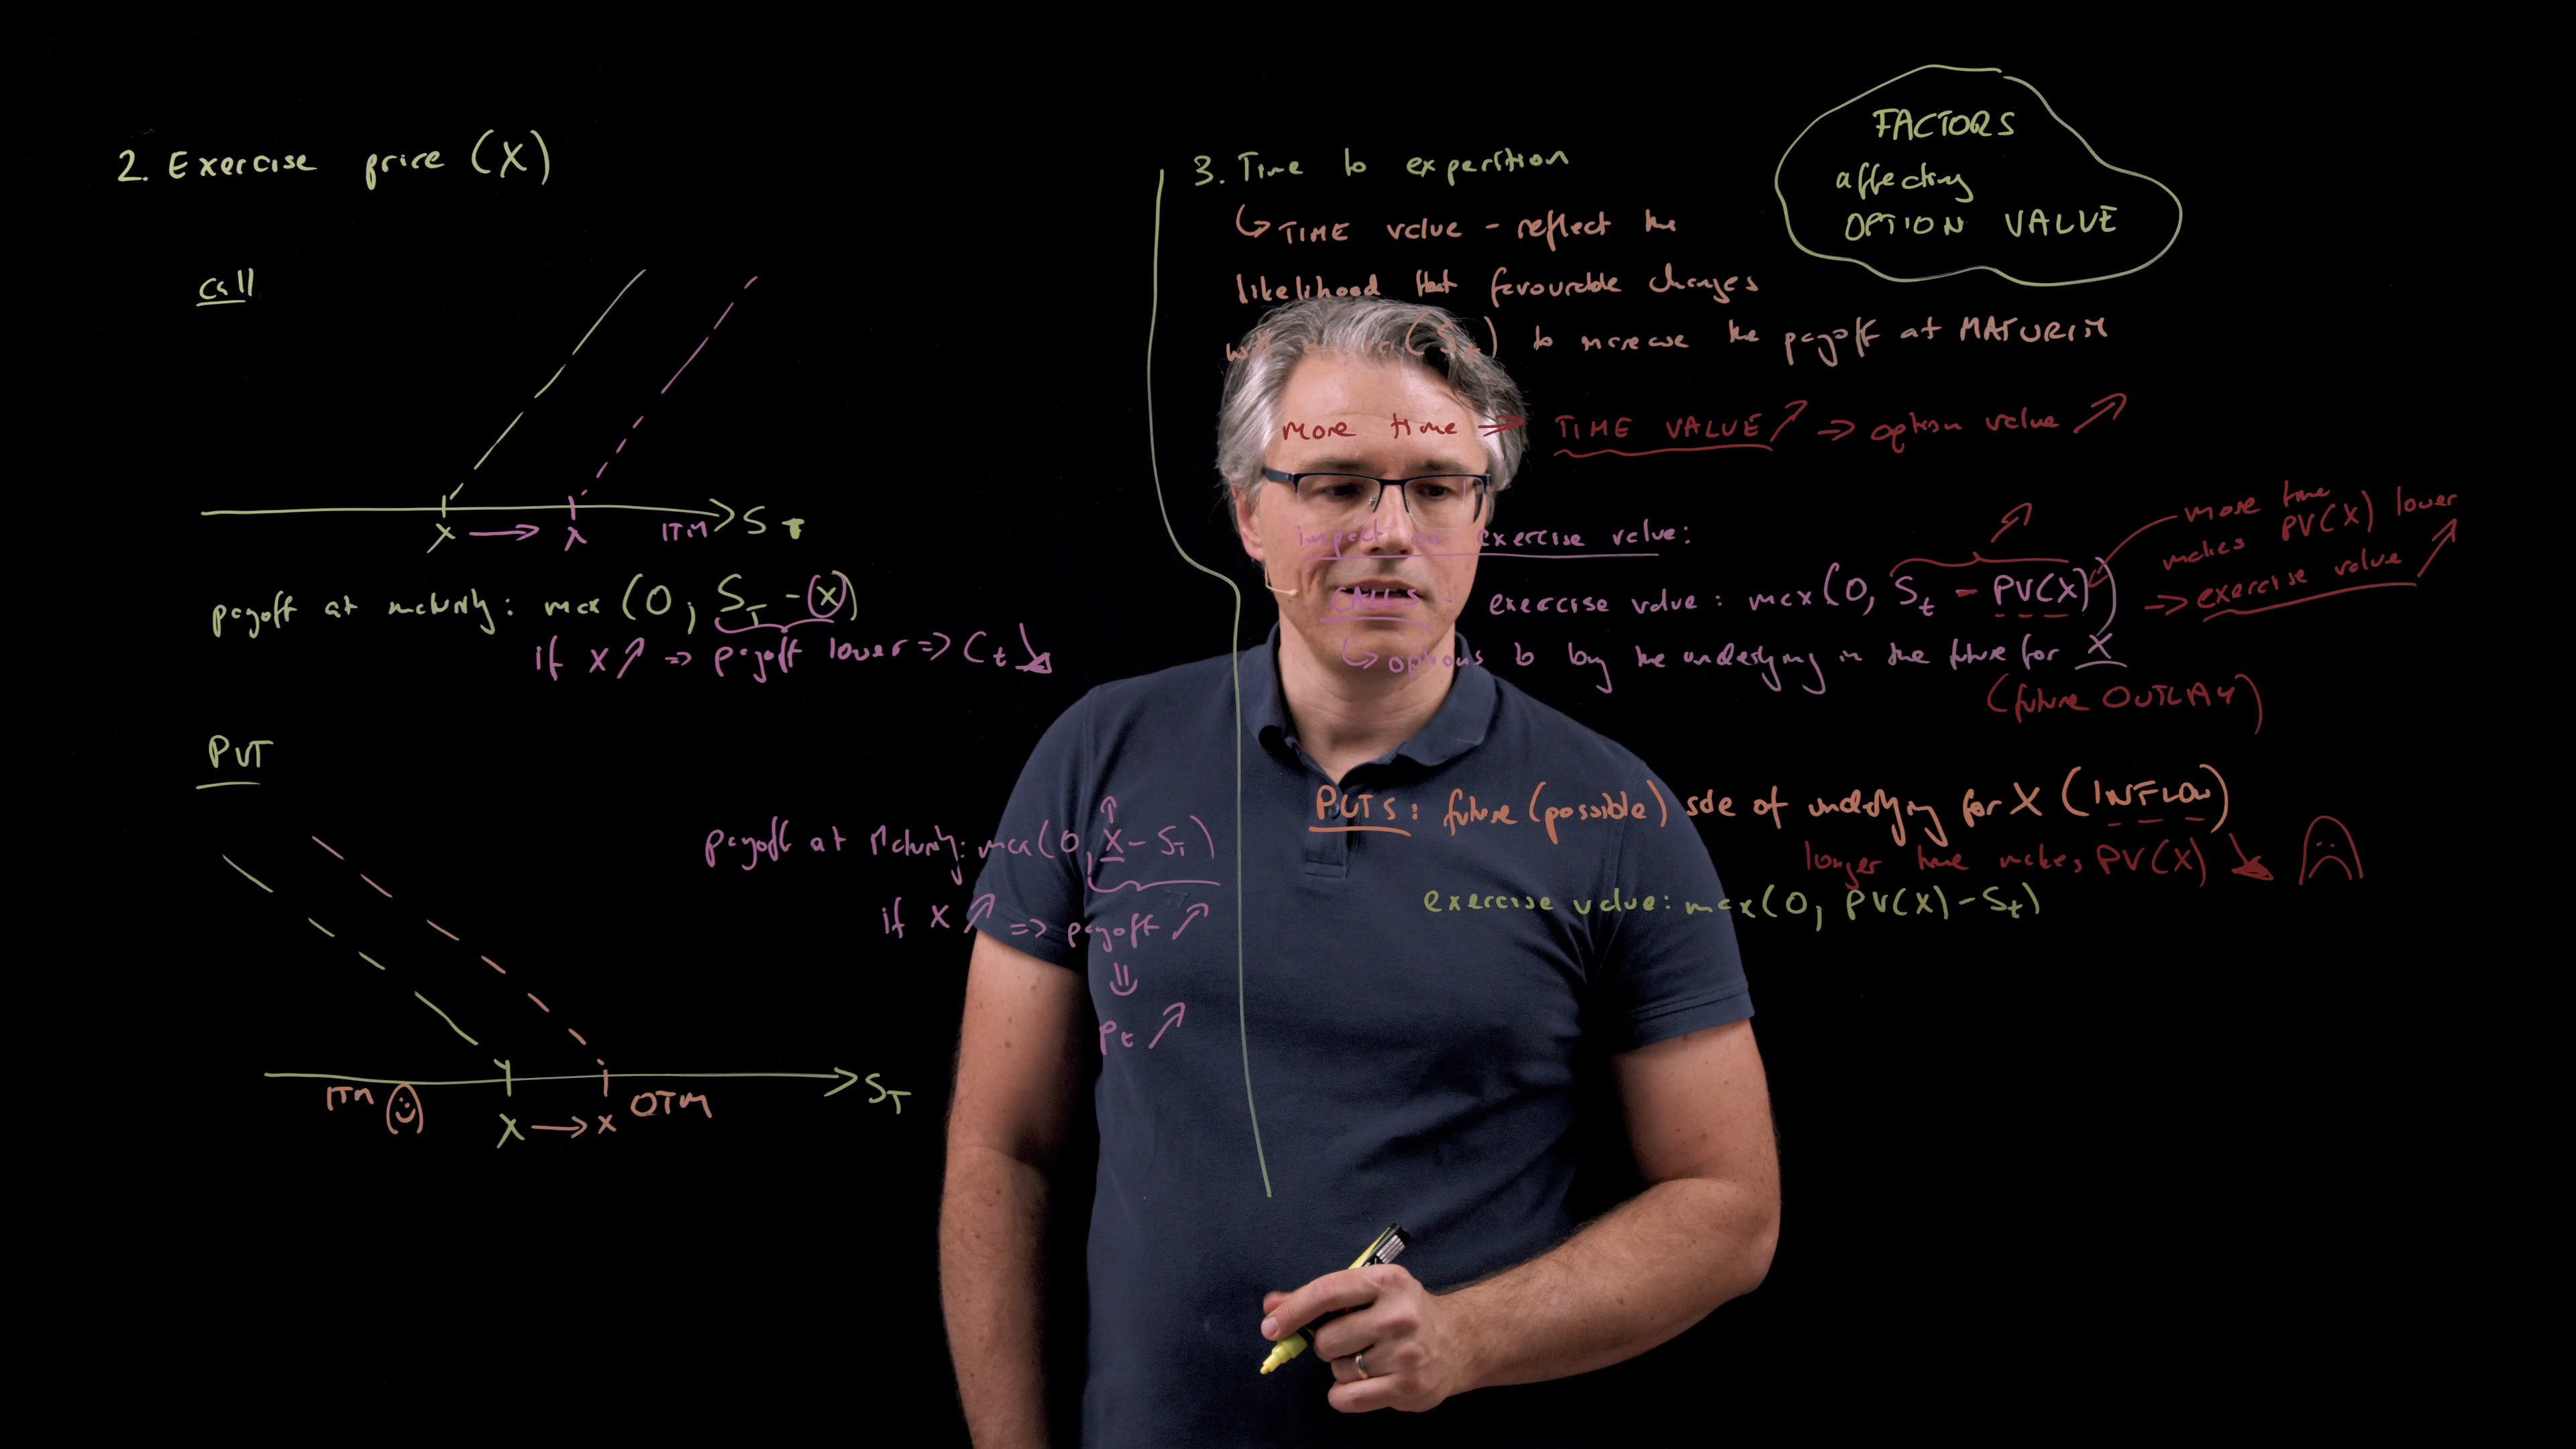 2. Exercise price (X)
call
X → X ITM S_T
payoff at maturity: max (0; S_T - (X))
if X ↗ => payoff lower => C_t ↘
PUT
payoff at Maturity: max (0, X - S_T)
if X ↗ => payoff ↗
⇓
P_t ↗
ITM OTM S_T
X → X
FACTORS
affecting
OPTION VALUE
3. Time to experition
↳ TIME value - reflect the
likelihood that favourable changes
(S_t) to increase the payoff at MATURITY
more time → TIME VALUE ↗ => option value ↗
impact on exercise value:
CALLS: exercise value: max (0, S_t - PV(X))
more time
makes PV(X) lower
=> exercise value ↗
↳ options to buy the underlying in the future for X
(future OUTLAY)
PUTS: future (possible) sale of underlying for X (INFLOW)
longer time makes PV(X) ↘
exercise value: max (0, PV(X) - S_t)